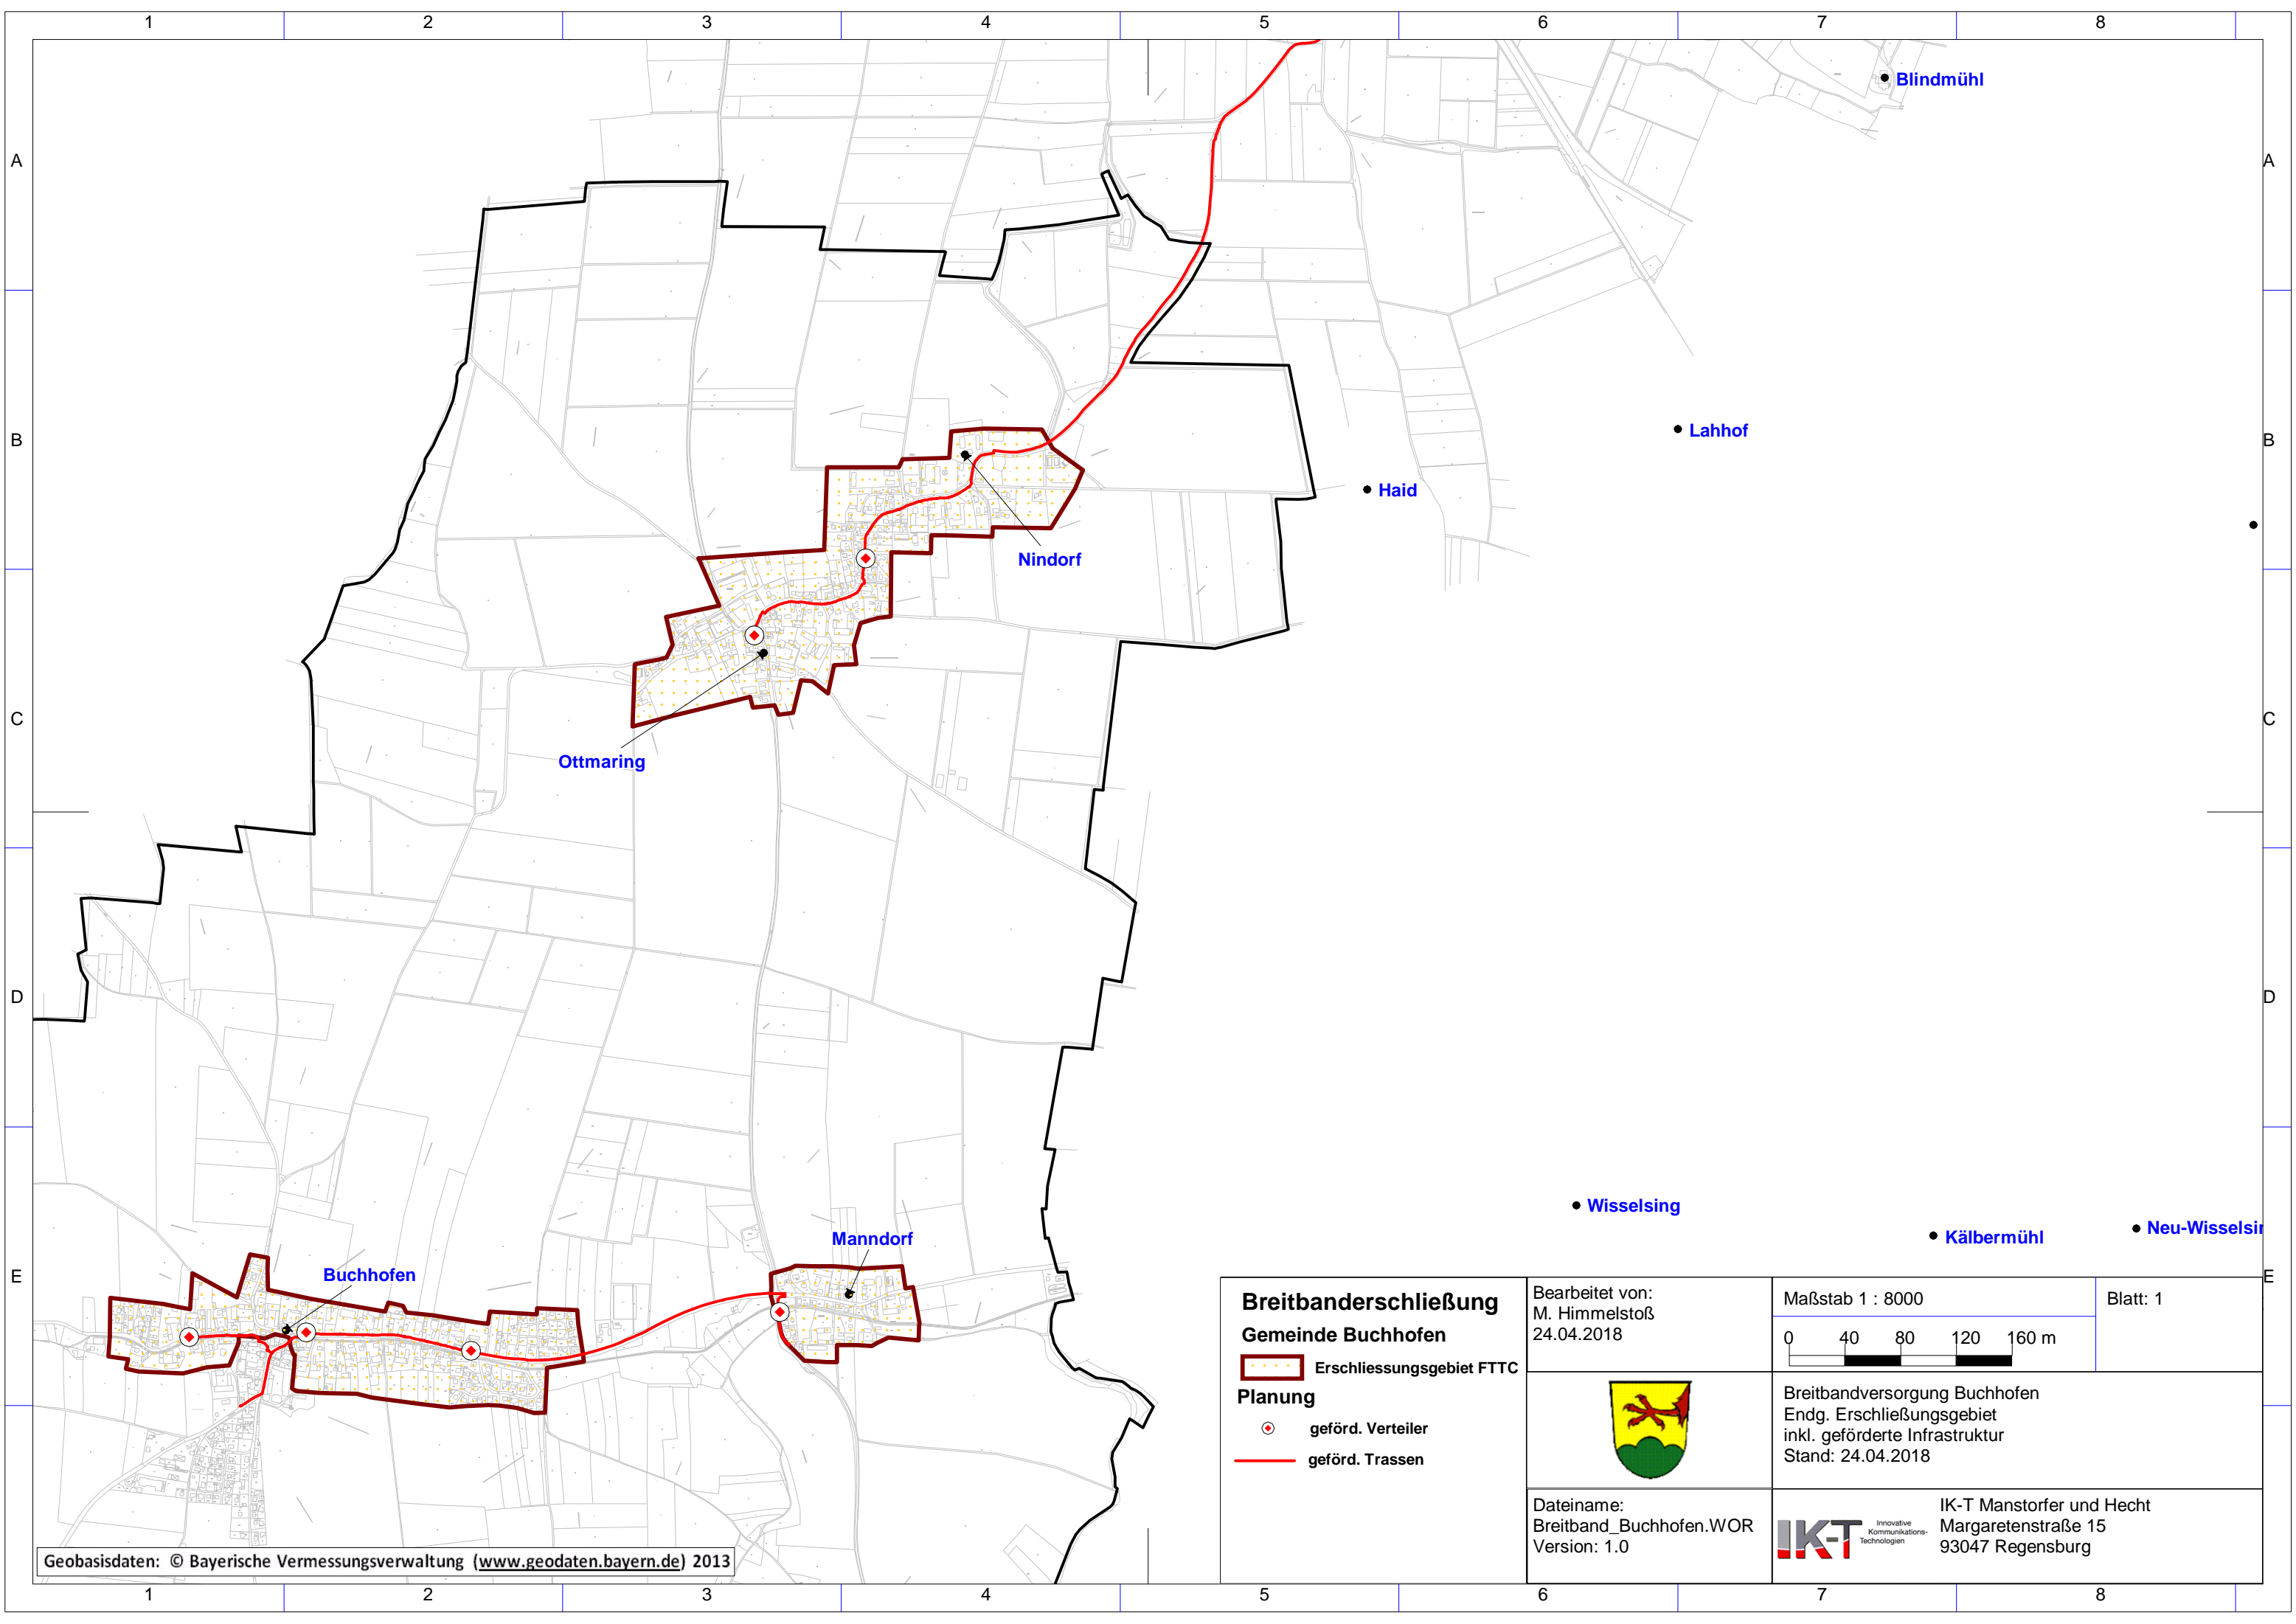 1 2 3 4 5 6 7 8
Blindmühl
A A
B B
Lahhof
Haid
Nindorf
C C
Ottmaring
D D
Wisselsing
Neu-Wisselsin
Kälbermühl
Manndorf
E E
Buchhofen
Breitbanderschließung
Gemeinde Buchhofen
Erschliessungsgebiet FTTC
Planung
geförd. Verteiler
geförd. Trassen
Bearbeitet von:
M. Himmelstoß
24.04.2018
Maßstab 1 : 8000
Blatt: 1
0 40 80 120 160 m
Breitbandversorgung Buchhofen
Endg. Erschließungsgebiet
inkl. geförderte Infrastruktur
Stand: 24.04.2018
Dateiname:
Breitband_Buchhofen.WOR
Version: 1.0
IK-T
Innovative
Kommunikations-
Technologien
IK-T Manstorfer und Hecht
Margaretenstraße 15
93047 Regensburg
Geobasisdaten: © Bayerische Vermessungsverwaltung (www.geodaten.bayern.de) 2013
1 2 3 4 5 6 7 8